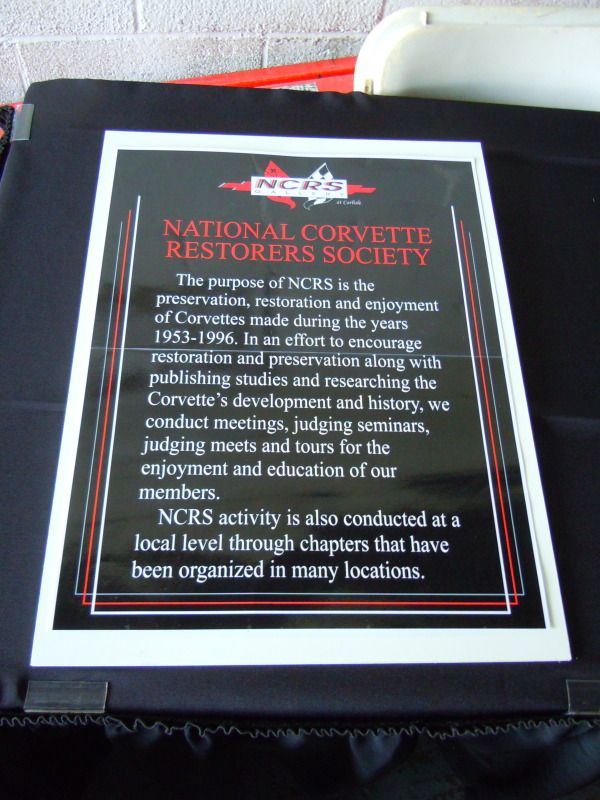 NCRS
GALLERY
at Carlisle
NATIONAL CORVETTE
RESTORERS SOCIETY
The purpose of NCRS is the
preservation, restoration and enjoyment
of Corvettes made during the years
1953-1996. In an effort to encourage
restoration and preservation along with
publishing studies and researching the
Corvette's development and history, we
conduct meetings, judging seminars,
judging meets and tours for the
enjoyment and education of our
members.
NCRS activity is also conducted at a
local level through chapters that have
been organized in many locations.